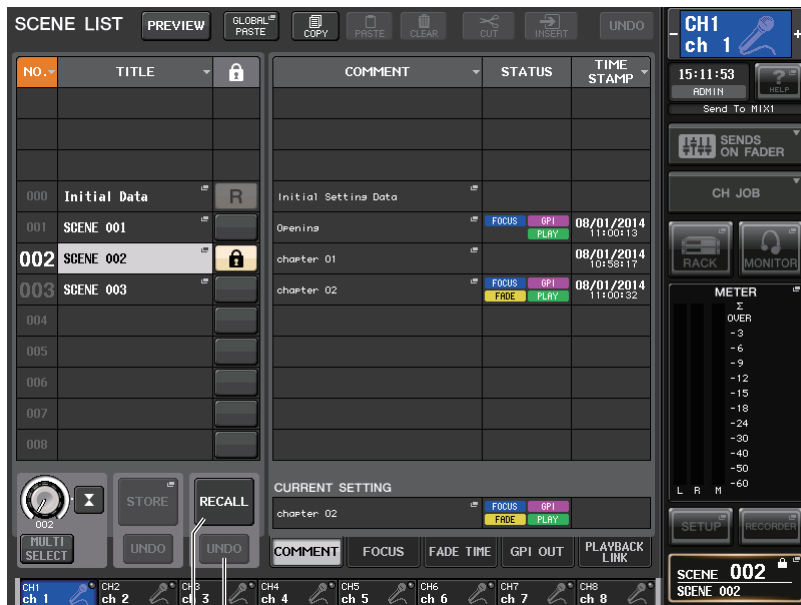 SCENE LIST PREVIEW GLOBAL PASTE COPY PASTE CLEAR CUT INSERT UNDO
NO. TITLE COMMENT STATUS TIME STAMP
000 Initial Data R Initial Setting Data
001 SCENE 001 Opening FOCUS GPI PLAY 08/01/2014 11:00:13
002 SCENE 002 chapter 01 08/01/2014 10:58:17
003 SCENE 003 chapter 02 FOCUS GPI FADE PLAY 08/01/2014 11:00:32
004
005
006
007
008
002
MULTI SELECT
STORE
UNDO
RECALL
UNDO
CURRENT SETTING
chapter 02 FOCUS GPI FADE PLAY
COMMENT FOCUS FADE TIME GPI OUT PLAYBACK LINK
CH1 ch 1 CH2 ch 2 CH3 ch 3 CH4 ch 4 CH5 ch 5 CH6 ch 6 CH7 ch 7 CH8 ch 8
- CH1 +
ch 1
15:11:53
ADMIN
? HELP
Send To MIX1
SENDS ON FADER
CH JOB
RACK MONITOR
METER
Σ
OVER
-3
-6
-9
-12
-15
-18
-24
-30
-40
-50
-60
L R M
SETUP RECORDER
SCENE 002
SCENE 002